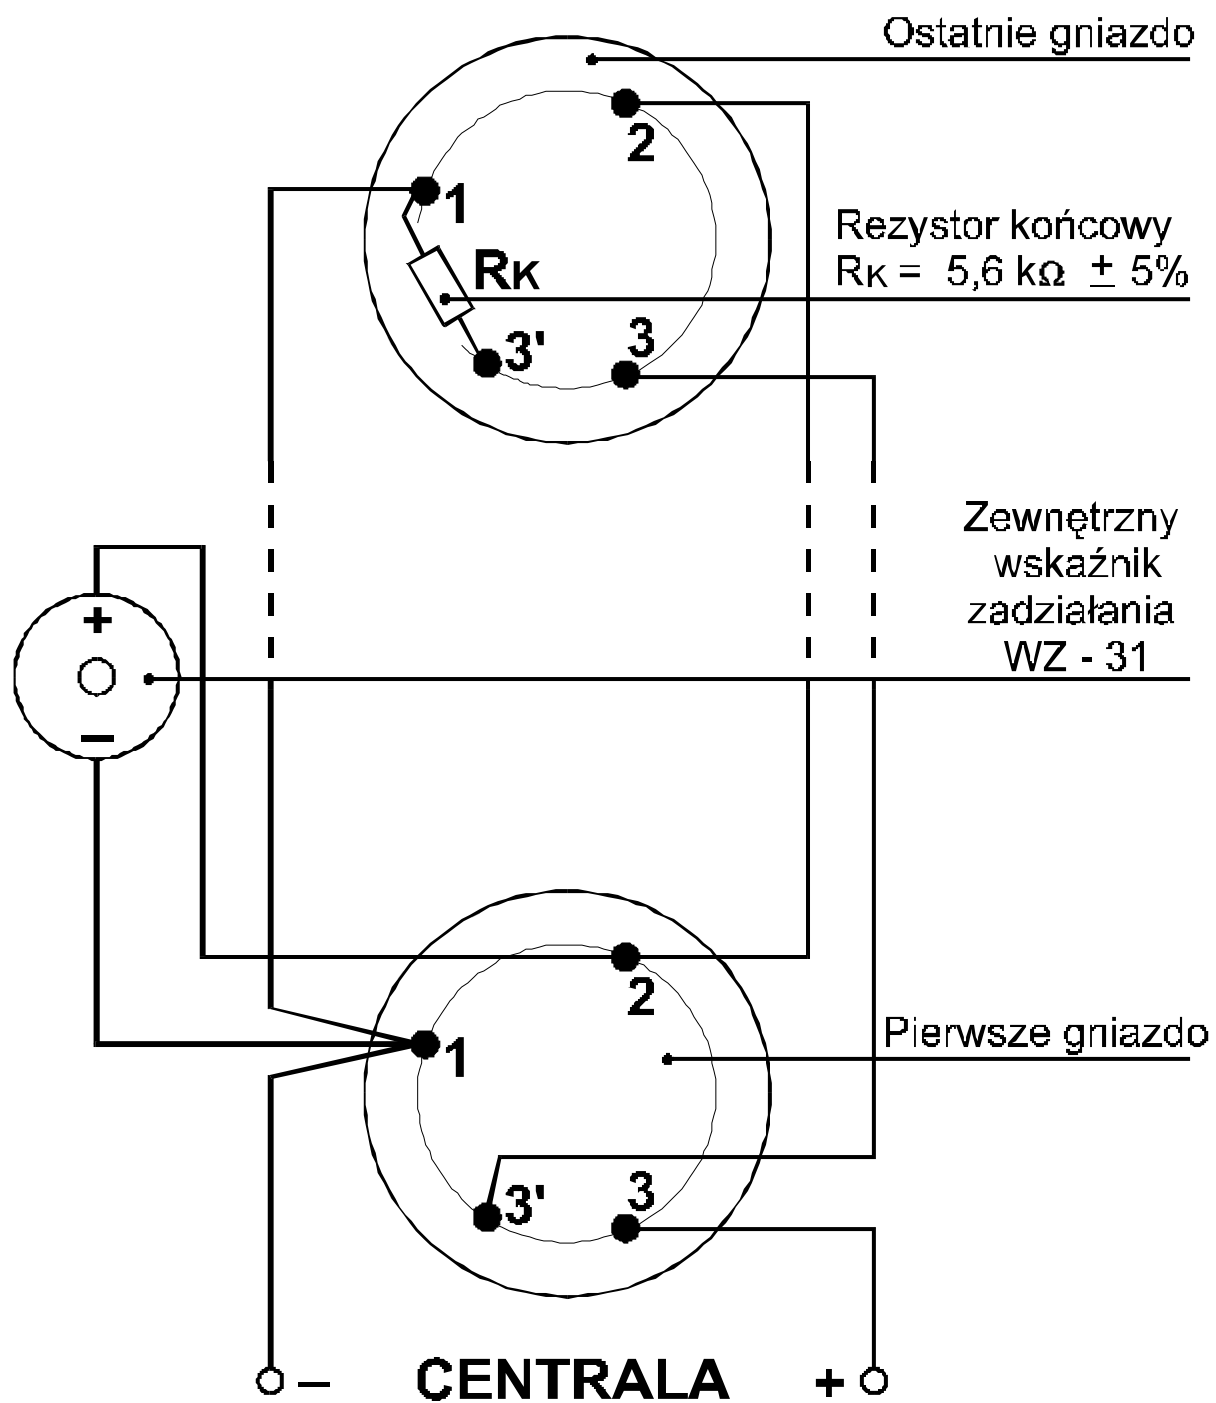 Ostatnie gniazdo
2
1
Rezystor końcowy
RK = 5,6 kΩ ± 5%
RK
3'
3
Zewnętrzny
wskaźnik
zadziałania
WZ - 31
+
–
2
1
Pierwsze gniazdo
3'
3
– CENTRALA +